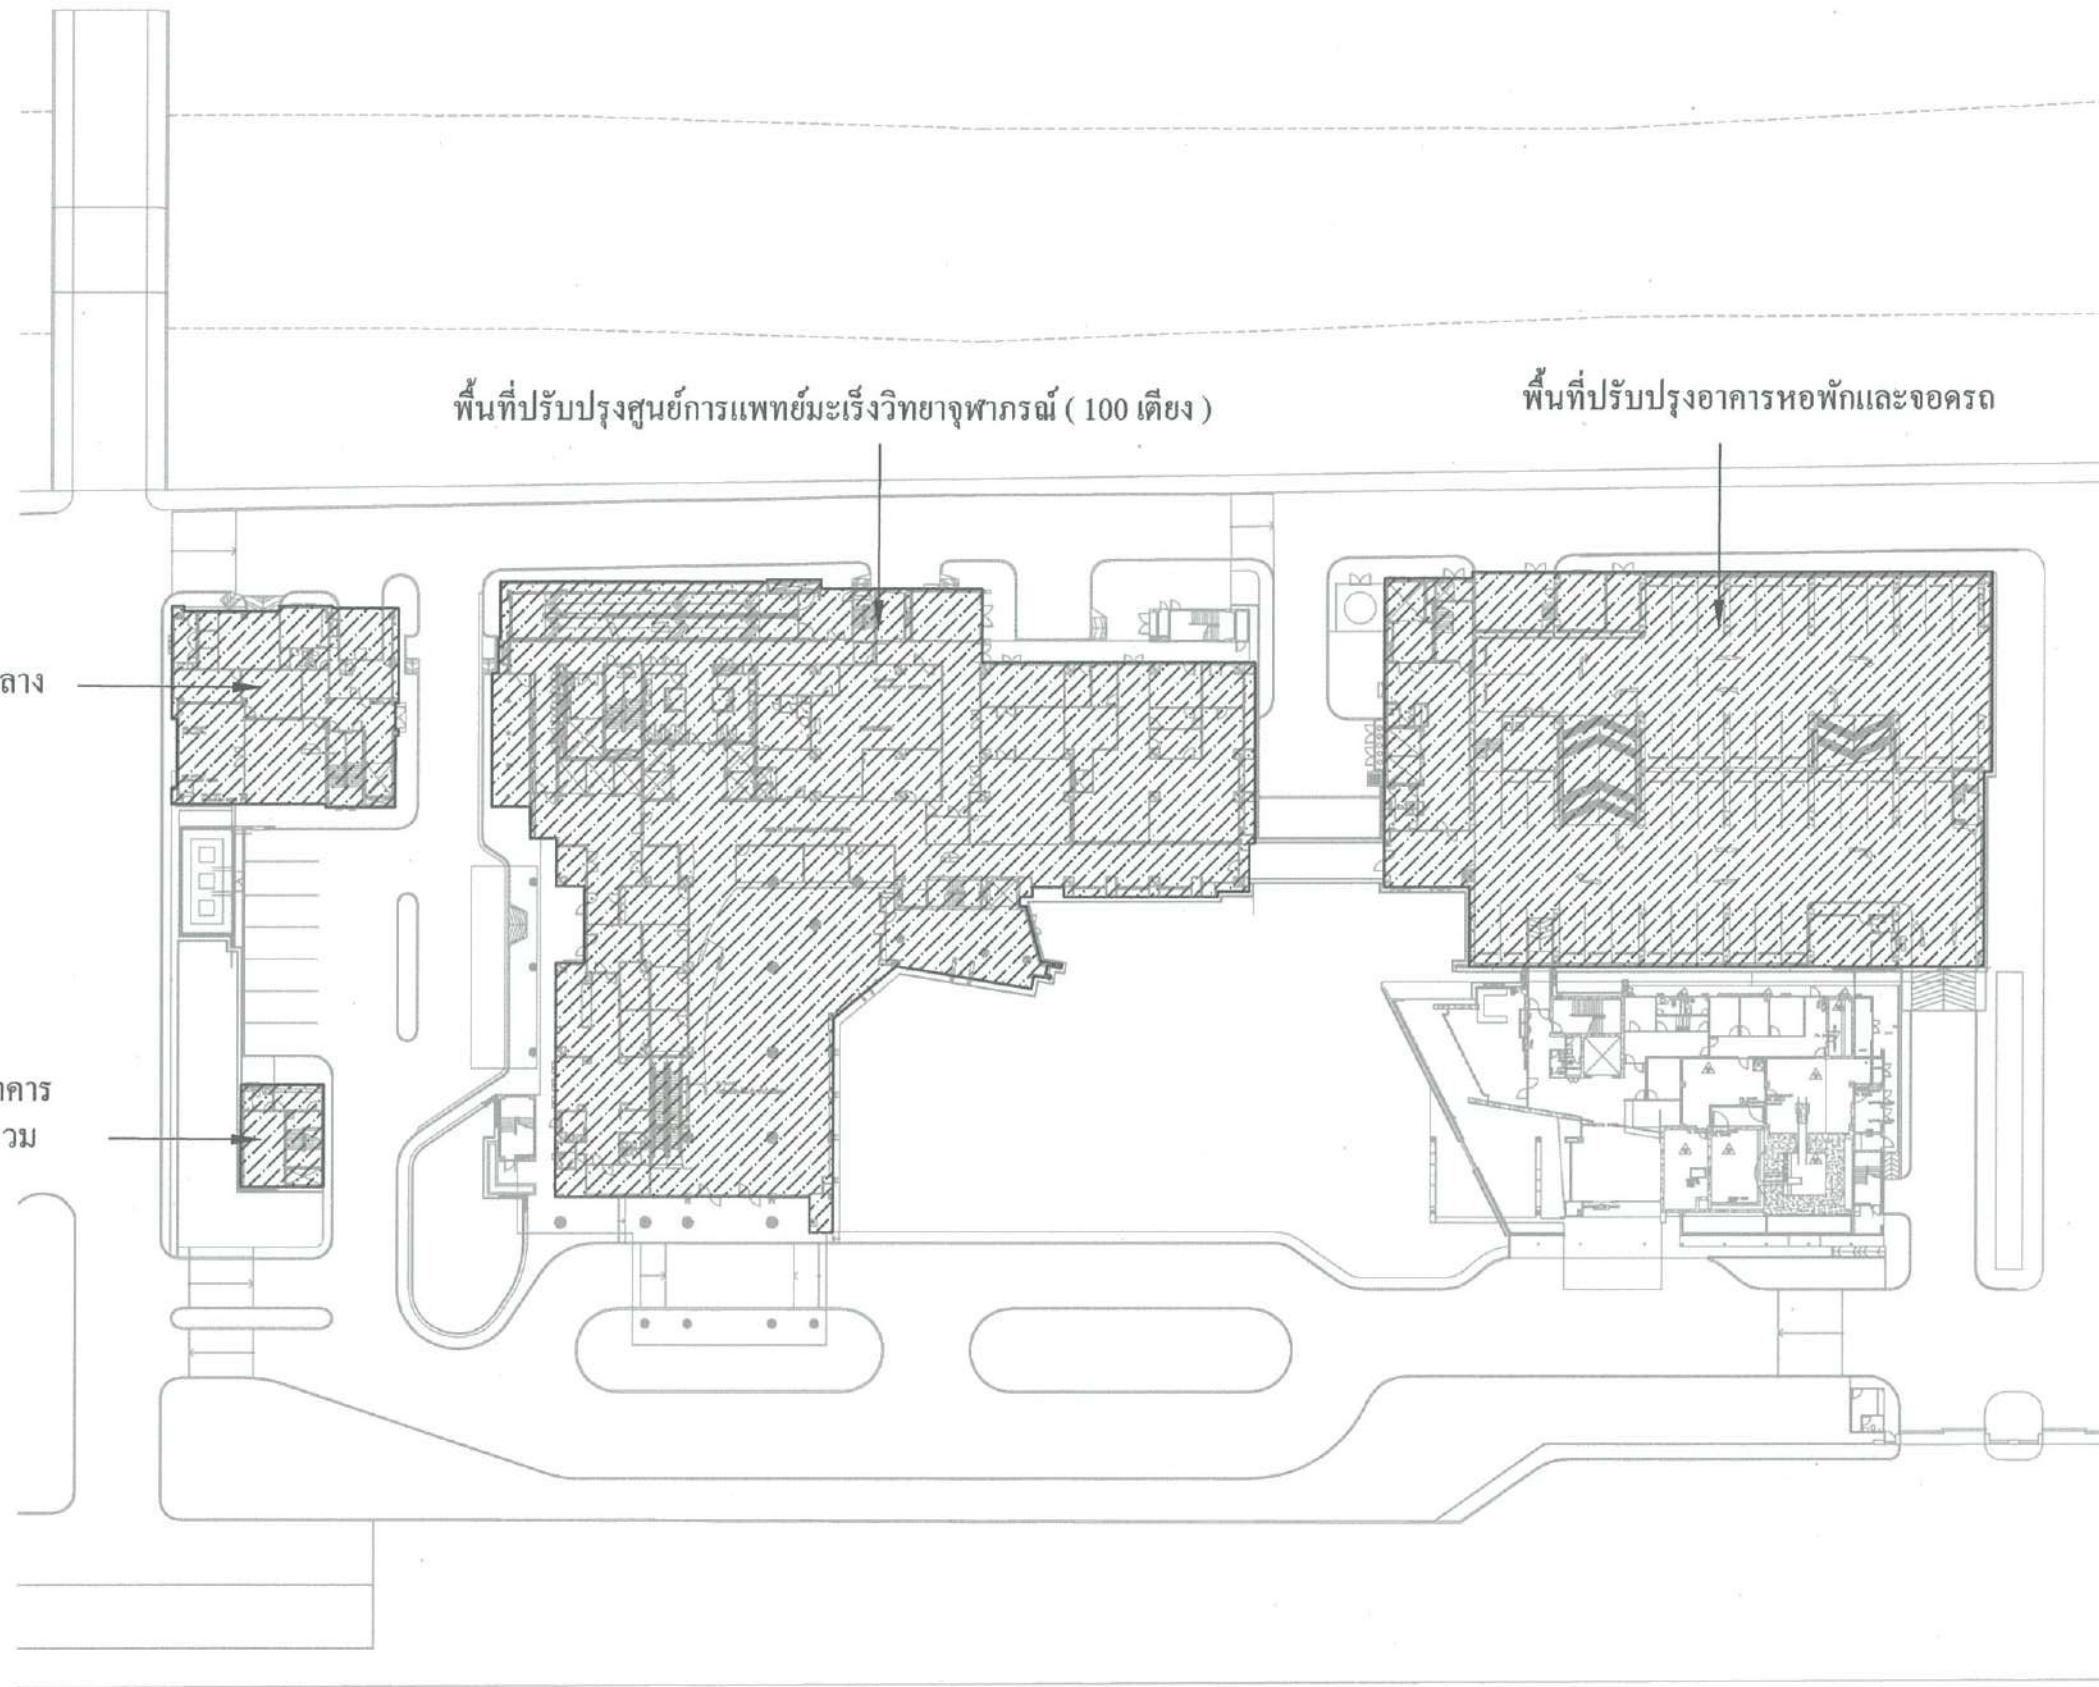 พื้นที่ปรับปรุงศูนย์การแพทย์มะเร็งวิทยาจุฬาภรณ์ ( 100 เตียง )
พื้นที่ปรับปรุงอาคารหอพักและจอดรถ
ลาง
าคาร
วม